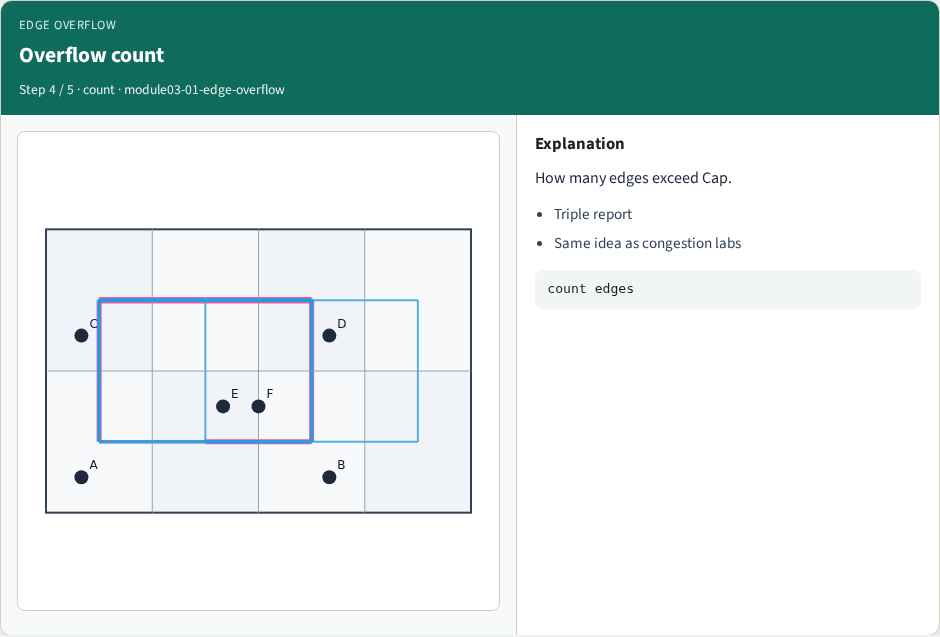 EDGE OVERFLOW
Overflow count
Step 4 / 5 · count · module03-01-edge-overflow
C
D
E
F
A
B
Explanation
How many edges exceed Cap.
Triple report
Same idea as congestion labs
count edges